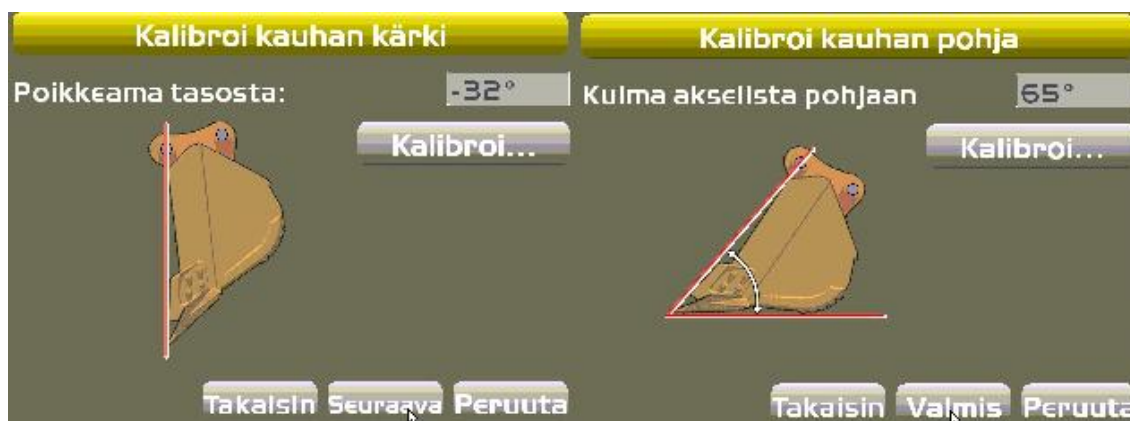 Kalibroi kauhan kärki
Poikkeama tasosta: -32°
Kalibroi...
Takaisin Seuraava Peruuta
Kalibroi kauhan pohja
Kulma akselista pohjaan 65°
Kalibroi...
Takaisin Valmis Peruuta